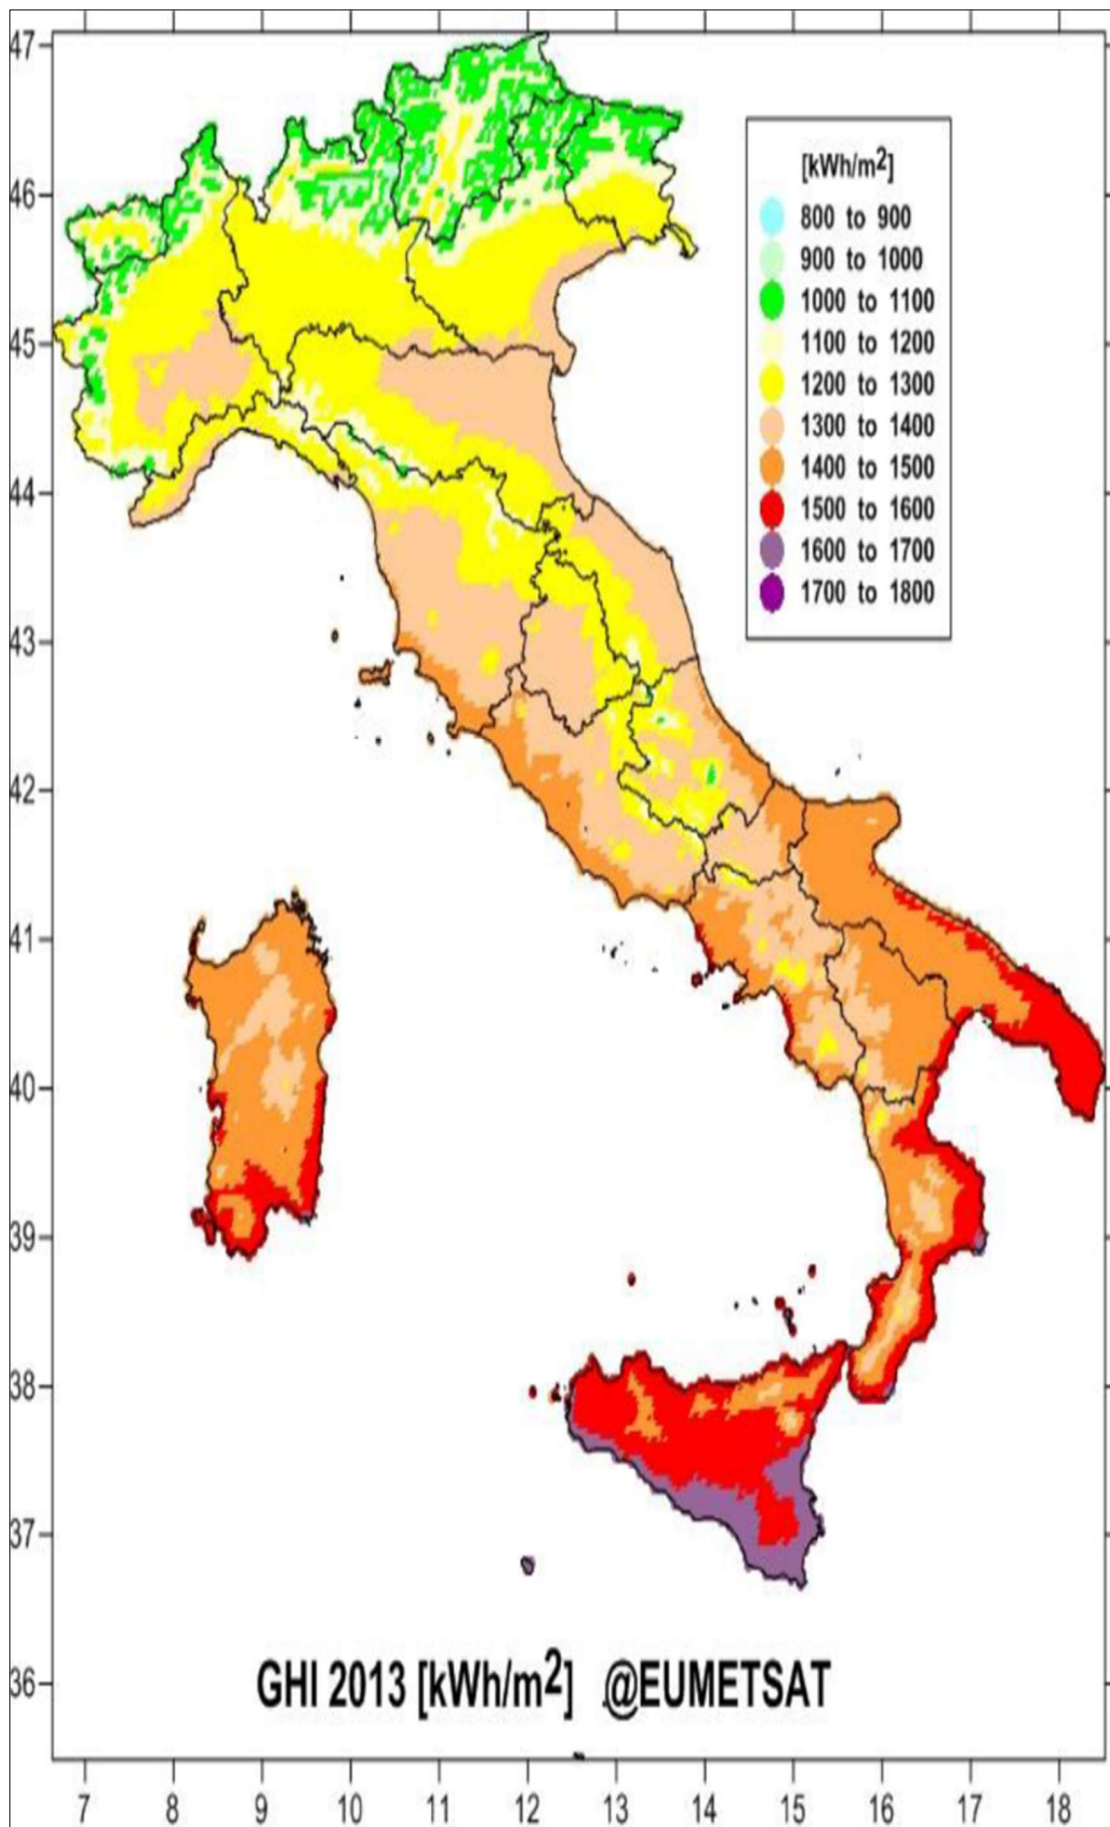 47
46
45
44
43
42
41
40
39
38
37
36
[kWh/m2]
800 to 900
900 to 1000
1000 to 1100
1100 to 1200
1200 to 1300
1300 to 1400
1400 to 1500
1500 to 1600
1600 to 1700
1700 to 1800
GHI 2013 [kWh/m2] @EUMETSAT
7 8 9 10 11 12 13 14 15 16 17 18